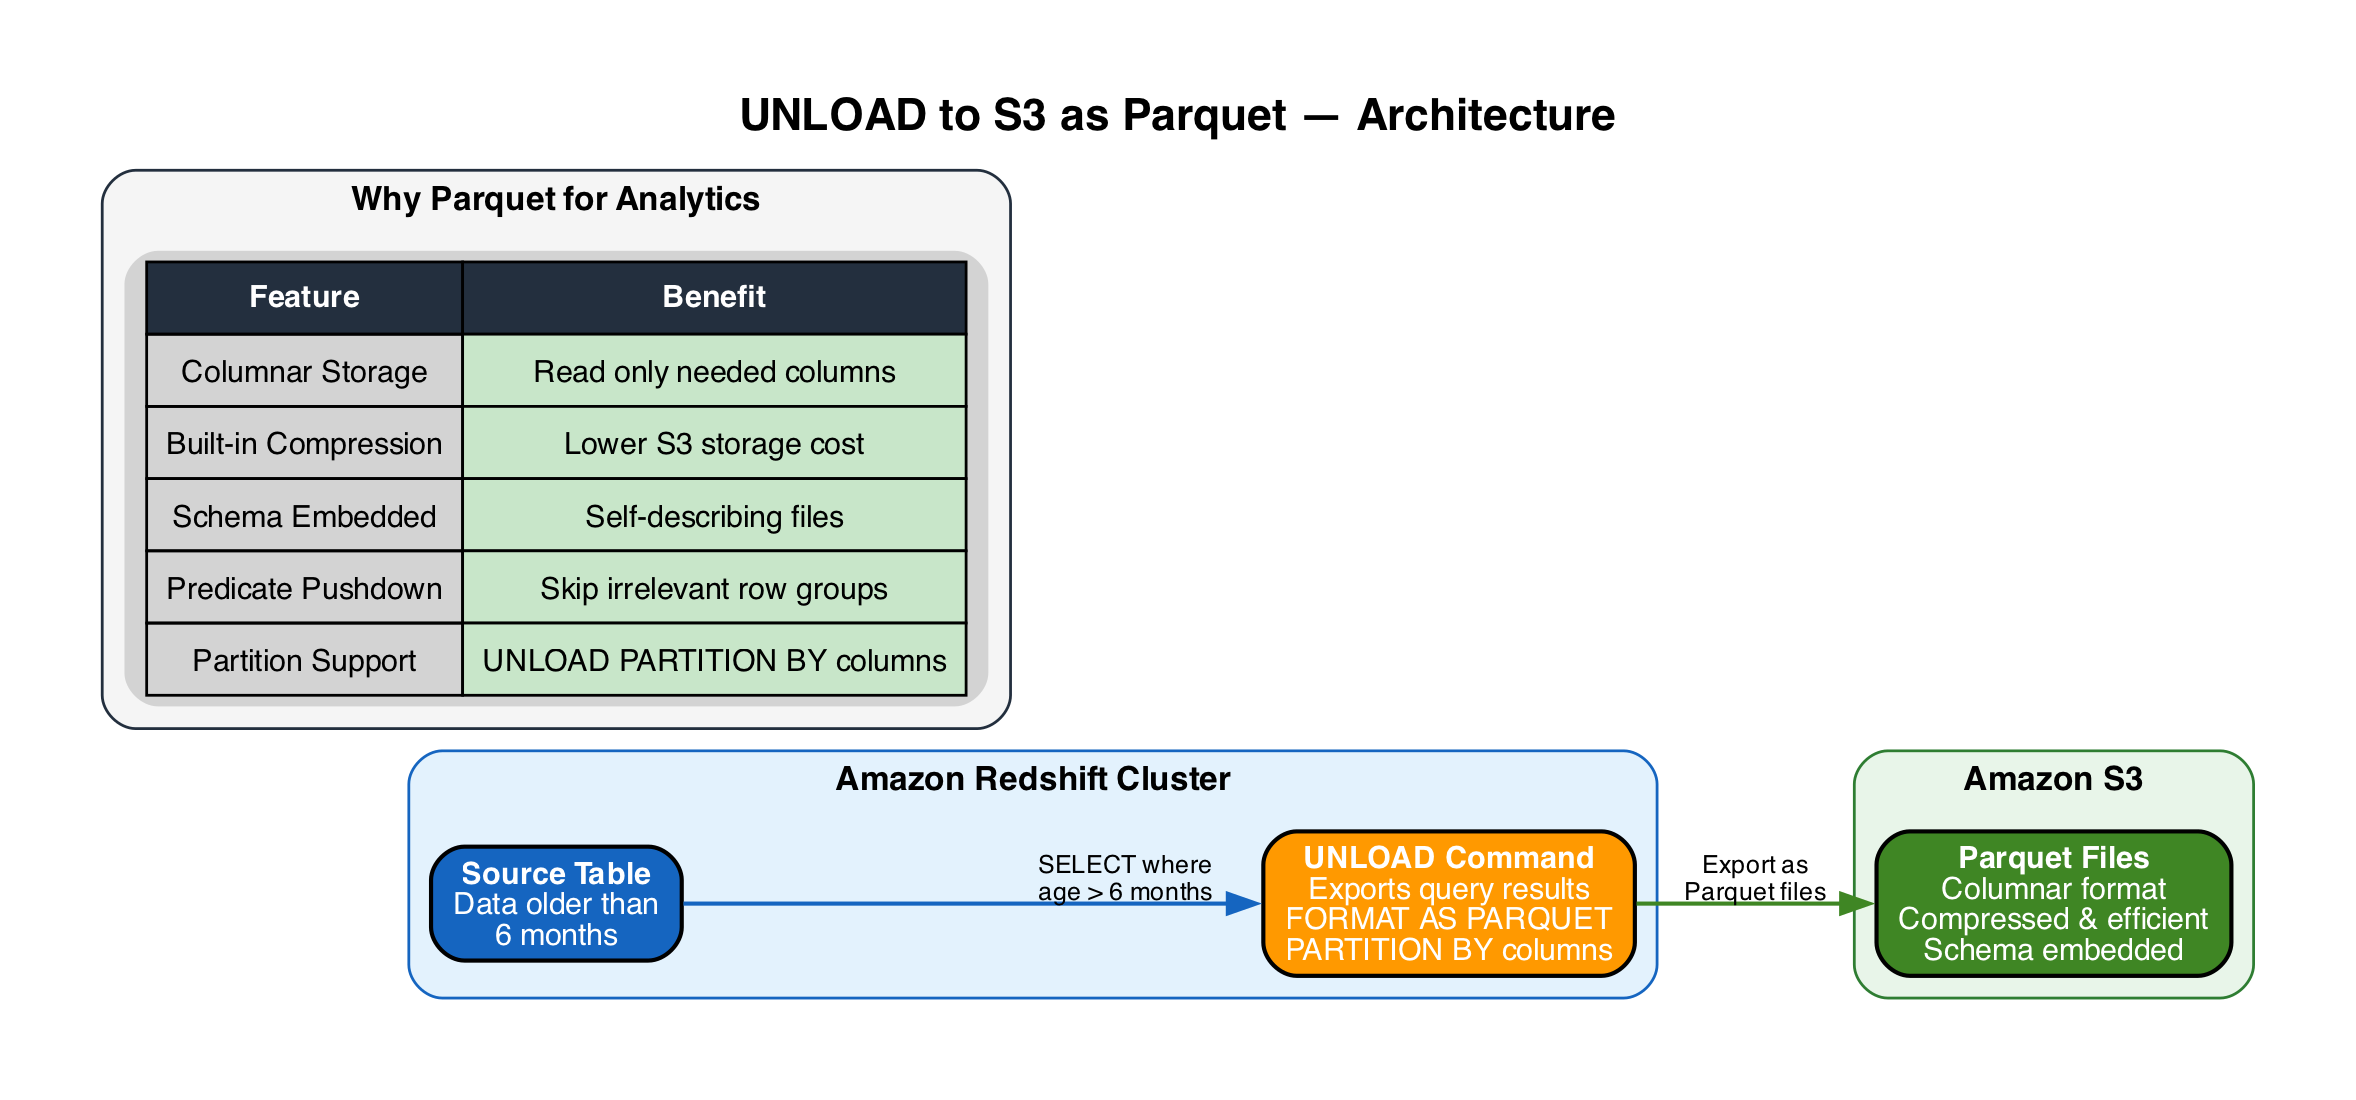 UNLOAD to S3 as Parquet — Architecture
Why Parquet for Analytics
Feature Benefit
Columnar Storage Read only needed columns
Built-in Compression Lower S3 storage cost
Schema Embedded Self-describing files
Predicate Pushdown Skip irrelevant row groups
Partition Support UNLOAD PARTITION BY columns
Amazon Redshift Cluster
Source Table
Data older than
6 months
SELECT where
age > 6 months
UNLOAD Command
Exports query results
FORMAT AS PARQUET
PARTITION BY columns
Export as
Parquet files
Amazon S3
Parquet Files
Columnar format
Compressed & efficient
Schema embedded